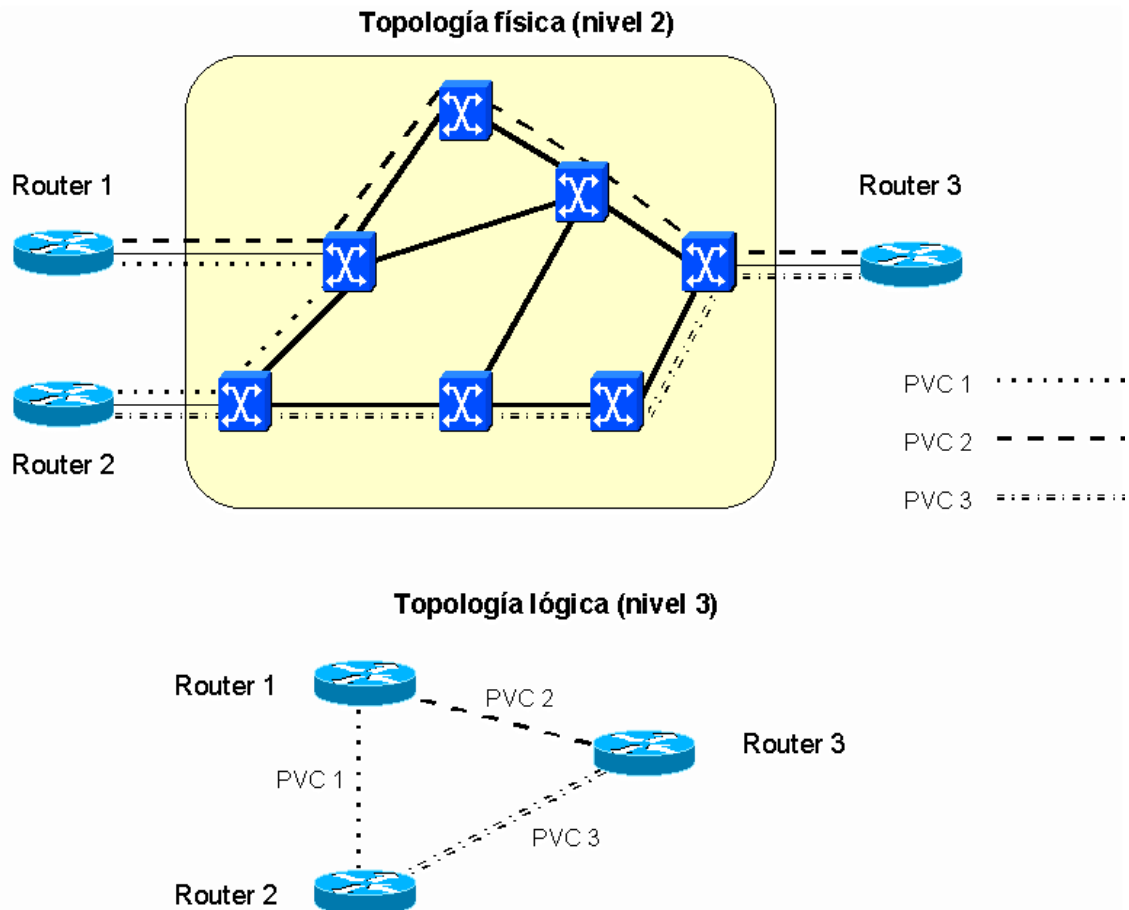 Topología física (nivel 2)
Router 1
Router 3
Router 2
PVC 1
PVC 2
PVC 3
Topología lógica (nivel 3)
Router 1
PVC 2
Router 3
PVC 1
PVC 3
Router 2